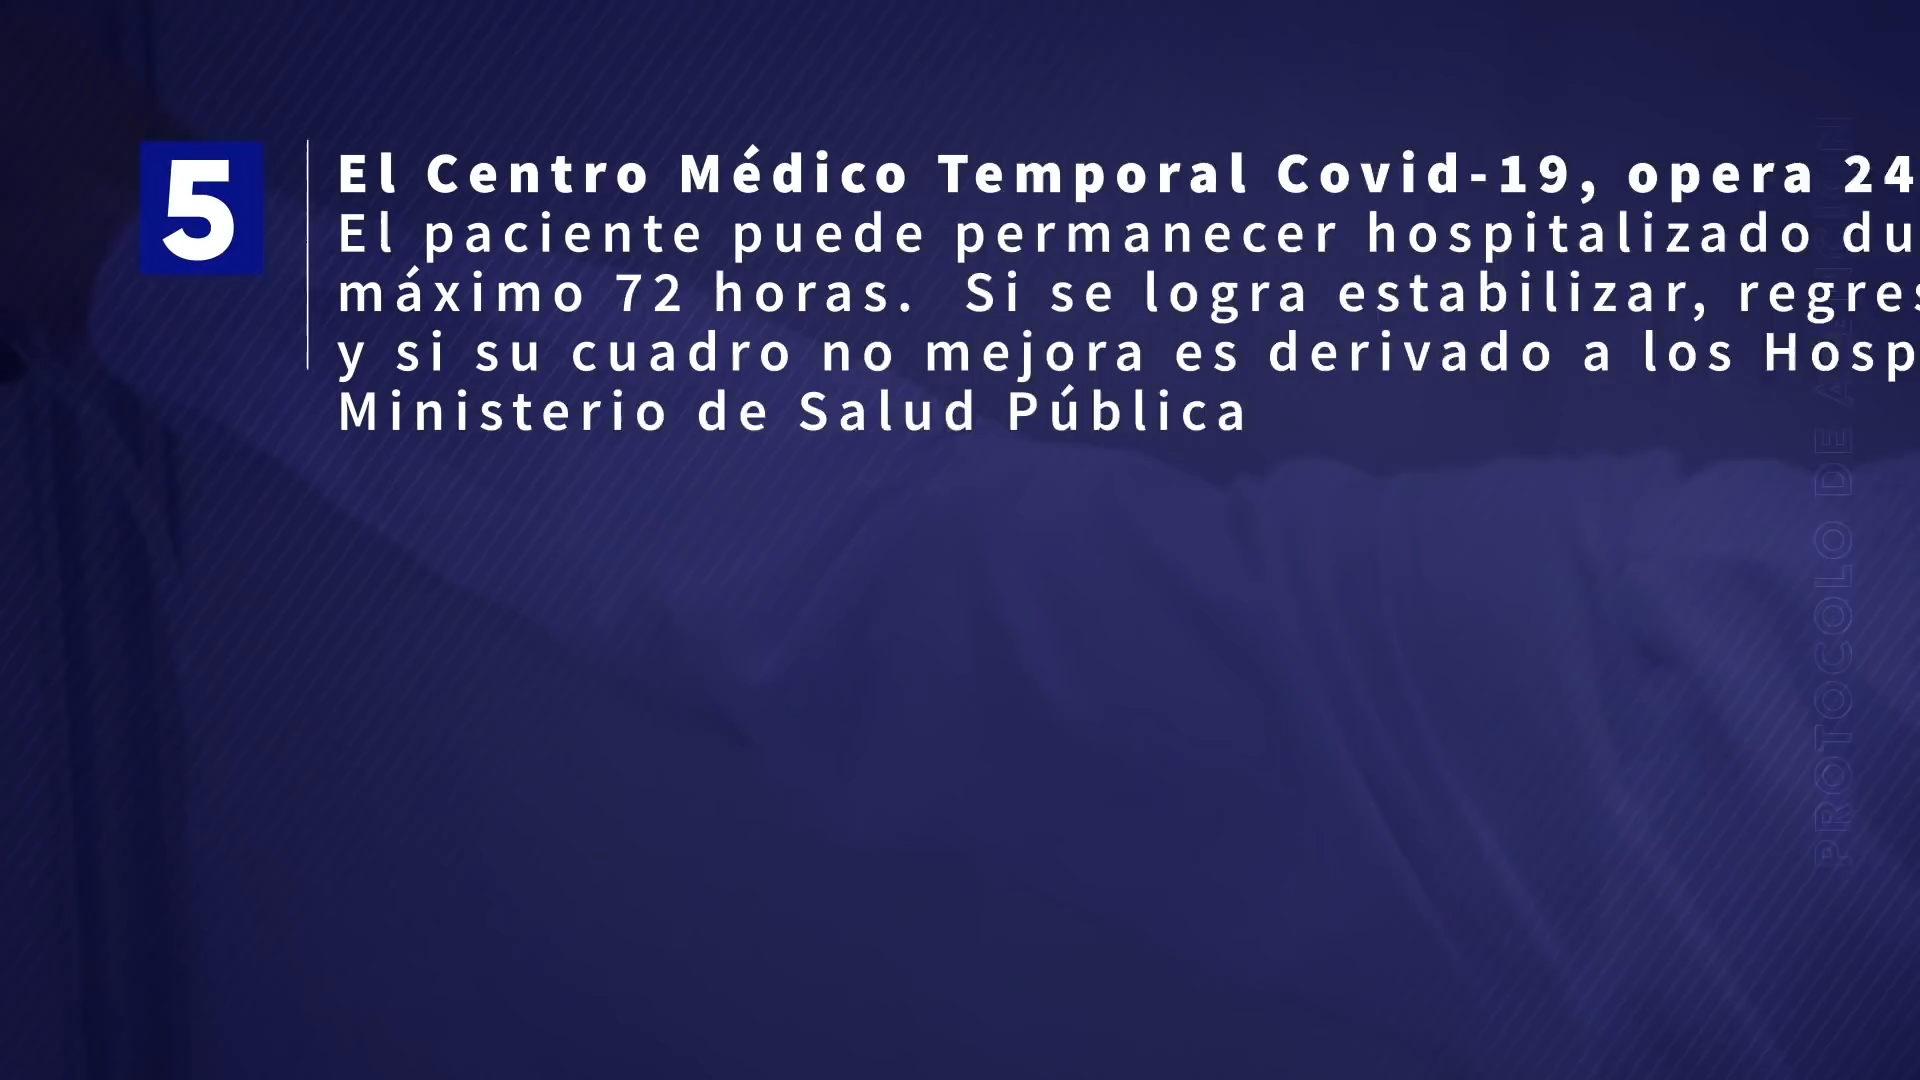 5
El Centro Médico Temporal Covid-19, opera 24
El paciente puede permanecer hospitalizado du
máximo 72 horas. Si se logra estabilizar, regres
y si su cuadro no mejora es derivado a los Hosp
Ministerio de Salud Pública
PROTOCOLO DE